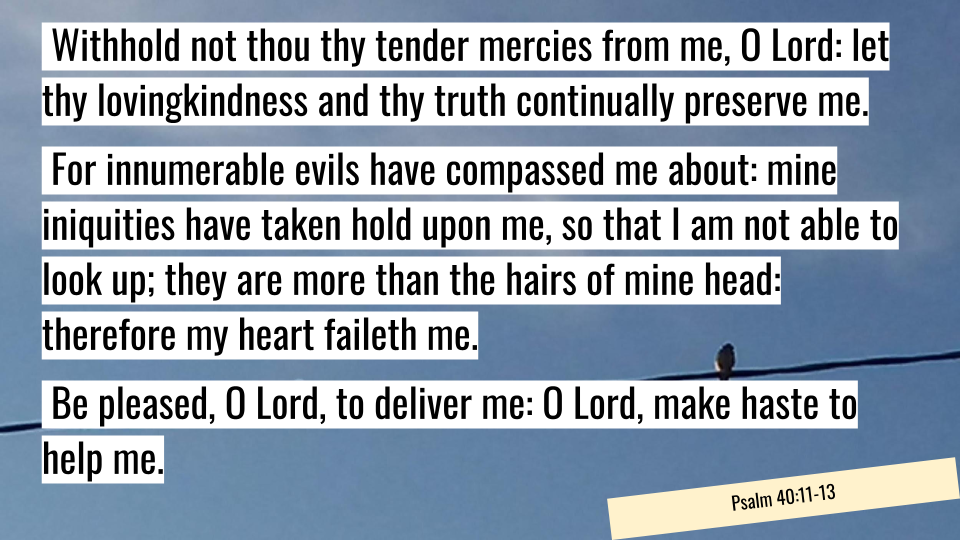 Withhold not thou thy tender mercies from me, O Lord: let
thy lovingkindness and thy truth continually preserve me.
For innumerable evils have compassed me about: mine
iniquities have taken hold upon me, so that I am not able to
look up; they are more than the hairs of mine head:
therefore my heart faileth me.
Be pleased, O Lord, to deliver me: O Lord, make haste to
help me.
Psalm 40:11-13